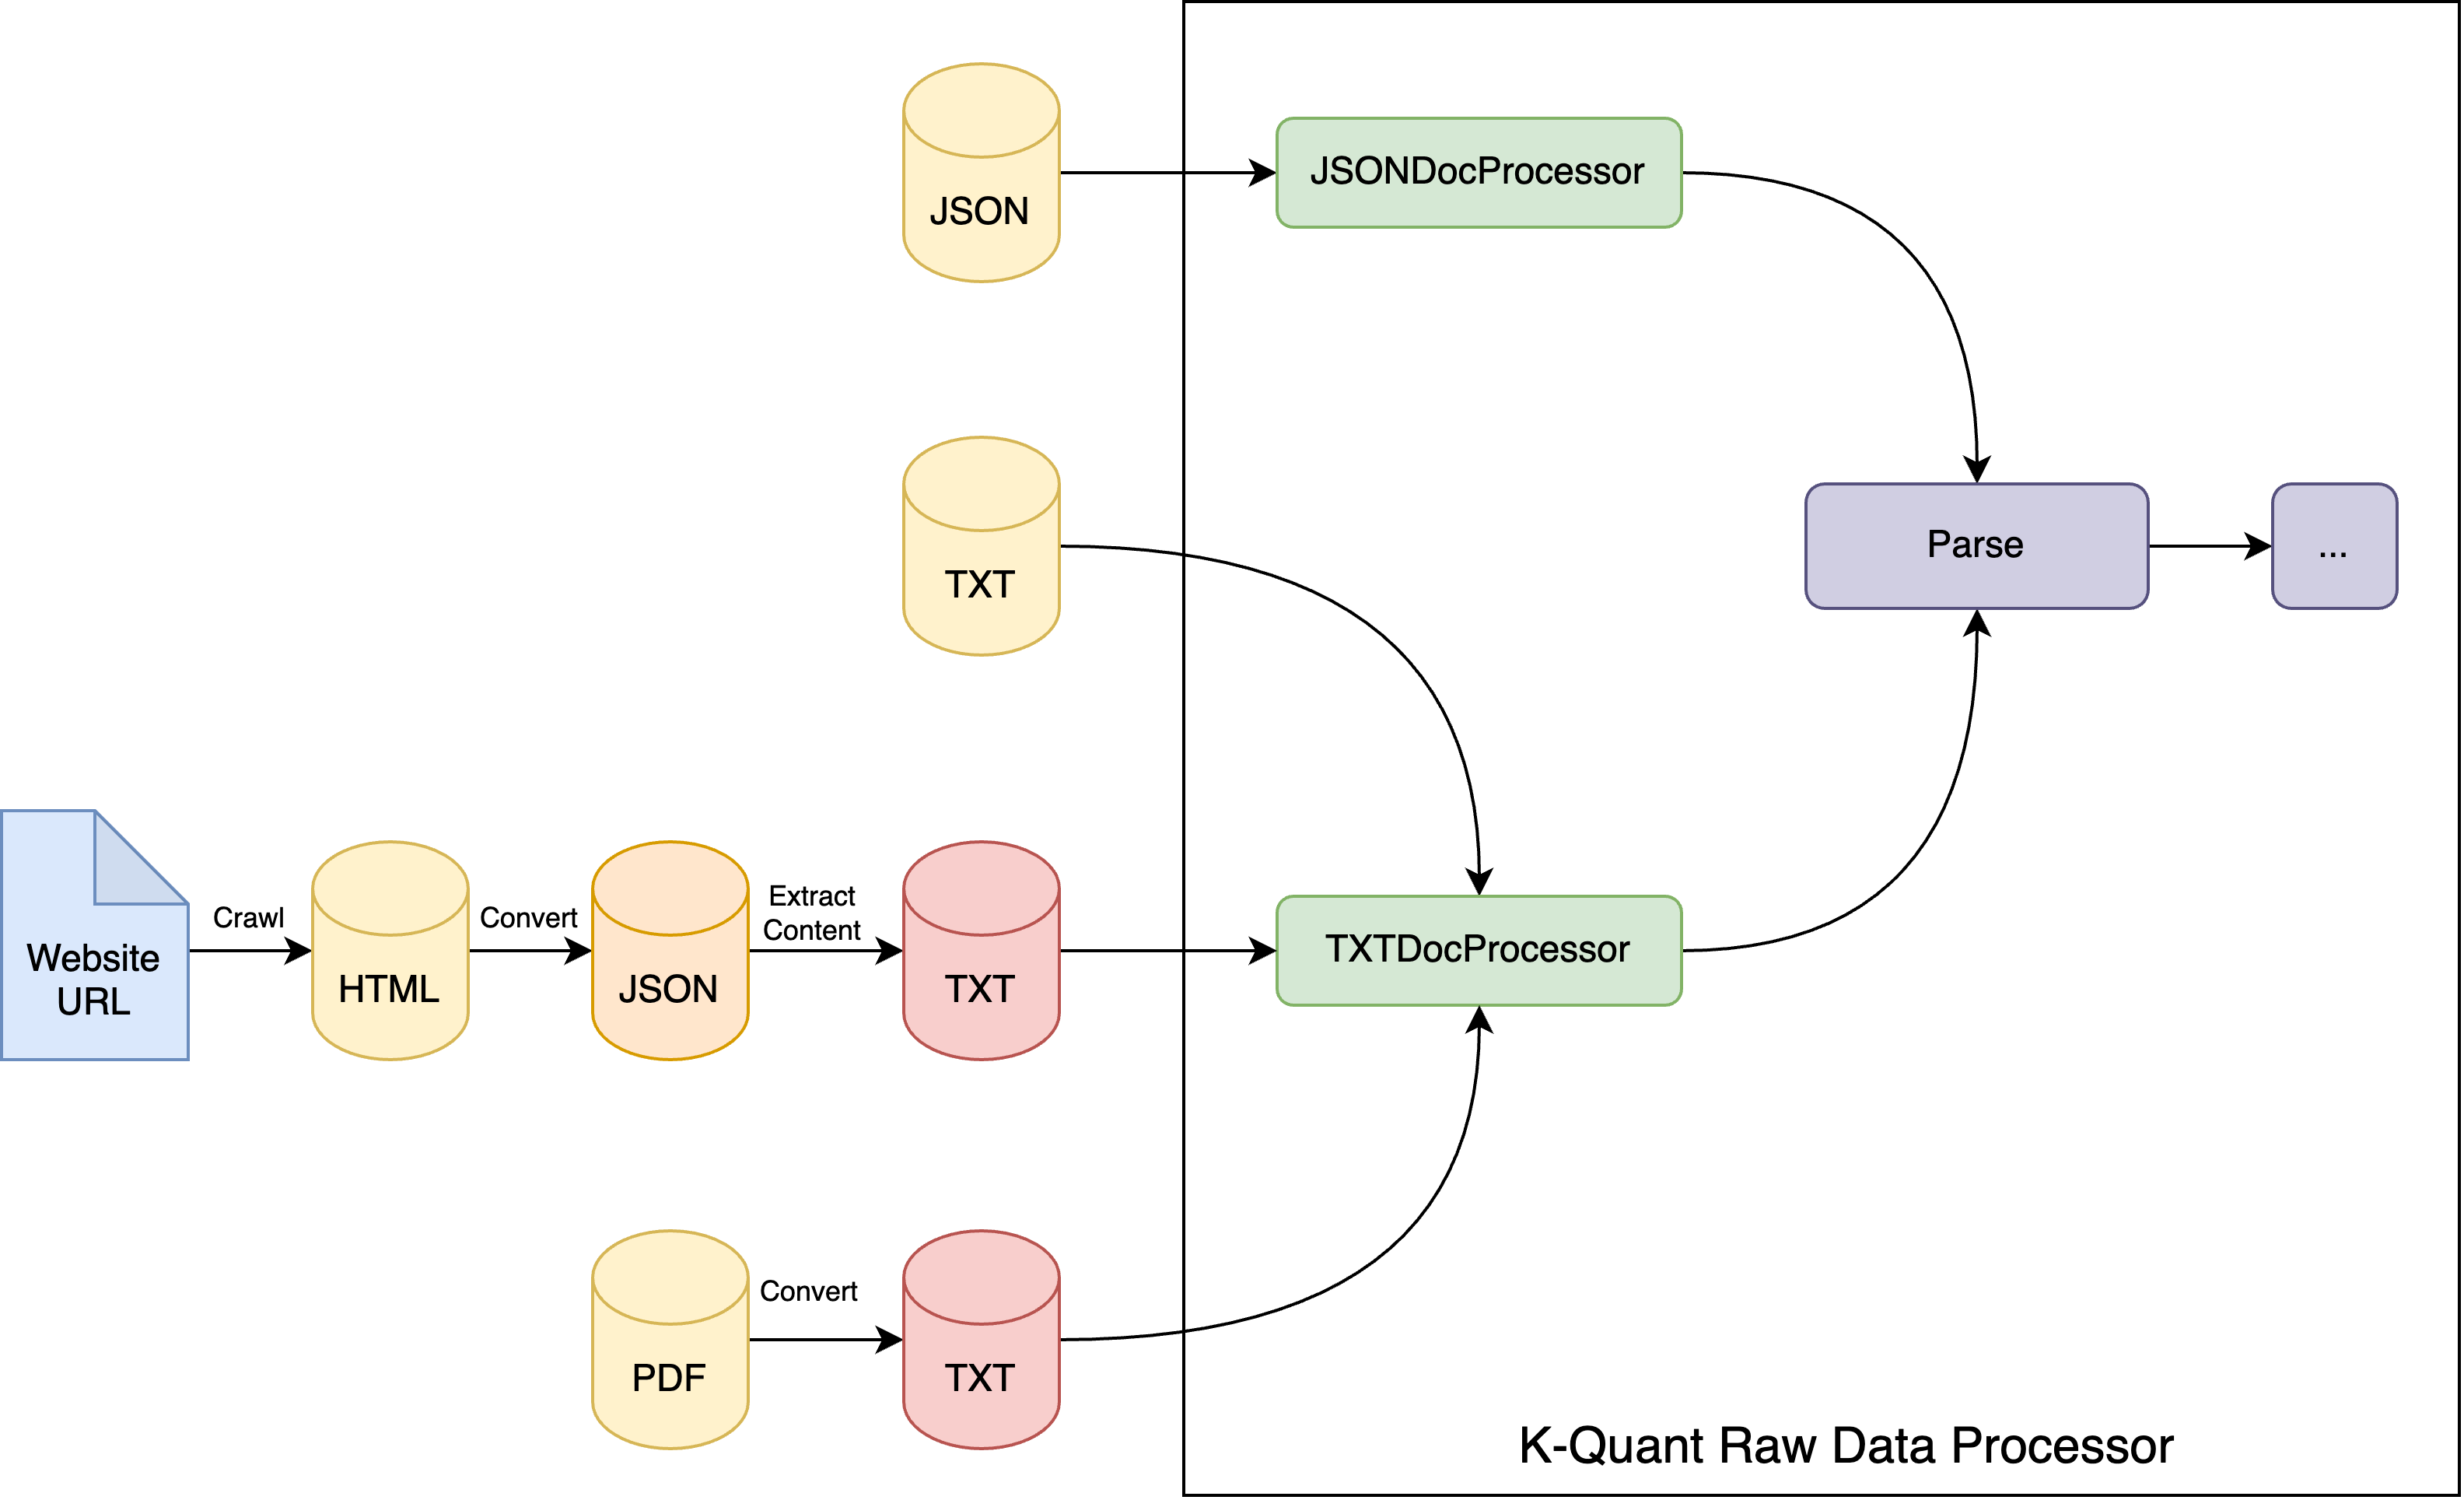 JSON
JSONDocProcessor
TXT
Parse
...
Website
URL
Crawl
HTML
Convert
JSON
Extract
Content
TXT
TXTDocProcessor
PDF
Convert
TXT
K-Quant Raw Data Processor